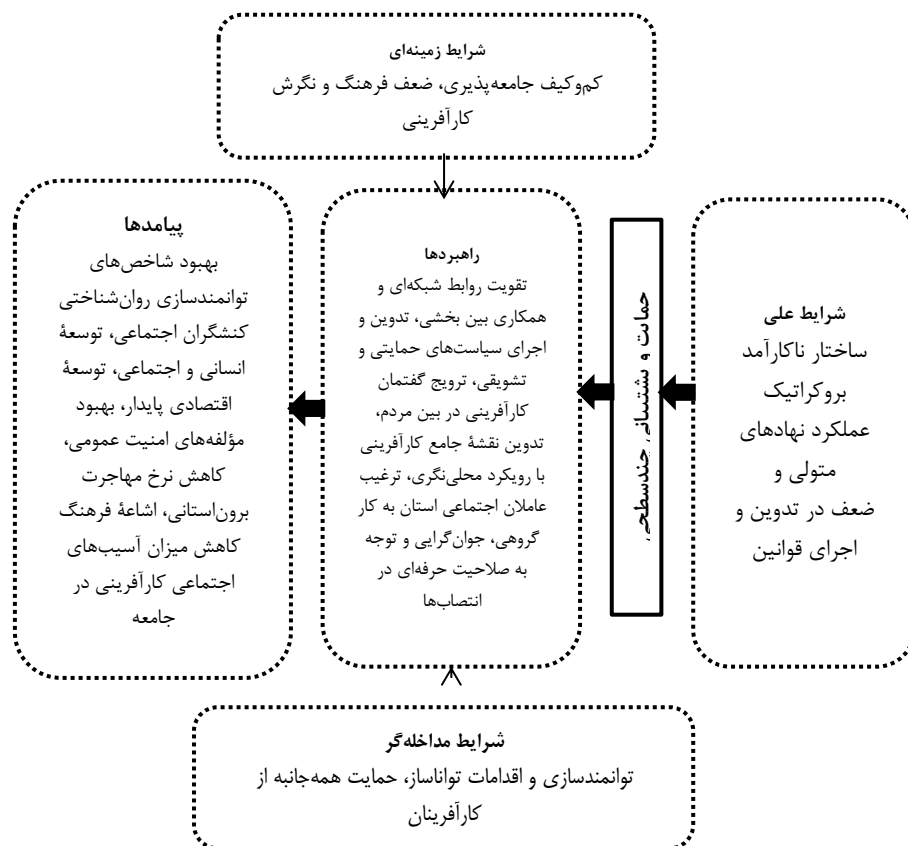 شرایط زمینه‌ای
کم‌وکیف جامعه‌پذیری، ضعف فرهنگ و نگرش
کارآفرینی
شرایط علی
ساختار ناکارآمد
بروکراتیک
عملکرد نهادهای
متولی و
ضعف در تدوین و
اجرای قوانین
حمایت و پشتیبانی چندسطحی
راهبردها
تقویت روابط شبکه‌ای و
همکاری بین بخشی، تدوین و
اجرای سیاست‌های حمایتی و
تشویقی، ترویج گفتمان
کارآفرینی در بین مردم،
تدوین نقشهٔ جامع کارآفرینی
با رویکرد محلی‌نگری، ترغیب
عاملان اجتماعی استان به کار
گروهی، جوان‌گرایی و توجه
به صلاحیت حرفه‌ای در
انتصاب‌ها
پیامدها
بهبود شاخص‌های
توانمندسازی روان‌شناختی
کنشگران اجتماعی، توسعهٔ
انسانی و اجتماعی، توسعهٔ
اقتصادی پایدار، بهبود
مؤلفه‌های امنیت عمومی،
کاهش نرخ مهاجرت
برون‌استانی، اشاعهٔ فرهنگ
کاهش میزان آسیب‌های
اجتماعی کارآفرینی در
جامعه
شرایط مداخله‌گر
توانمندسازی و اقدامات تواناساز، حمایت همه‌جانبه از
کارآفرینان